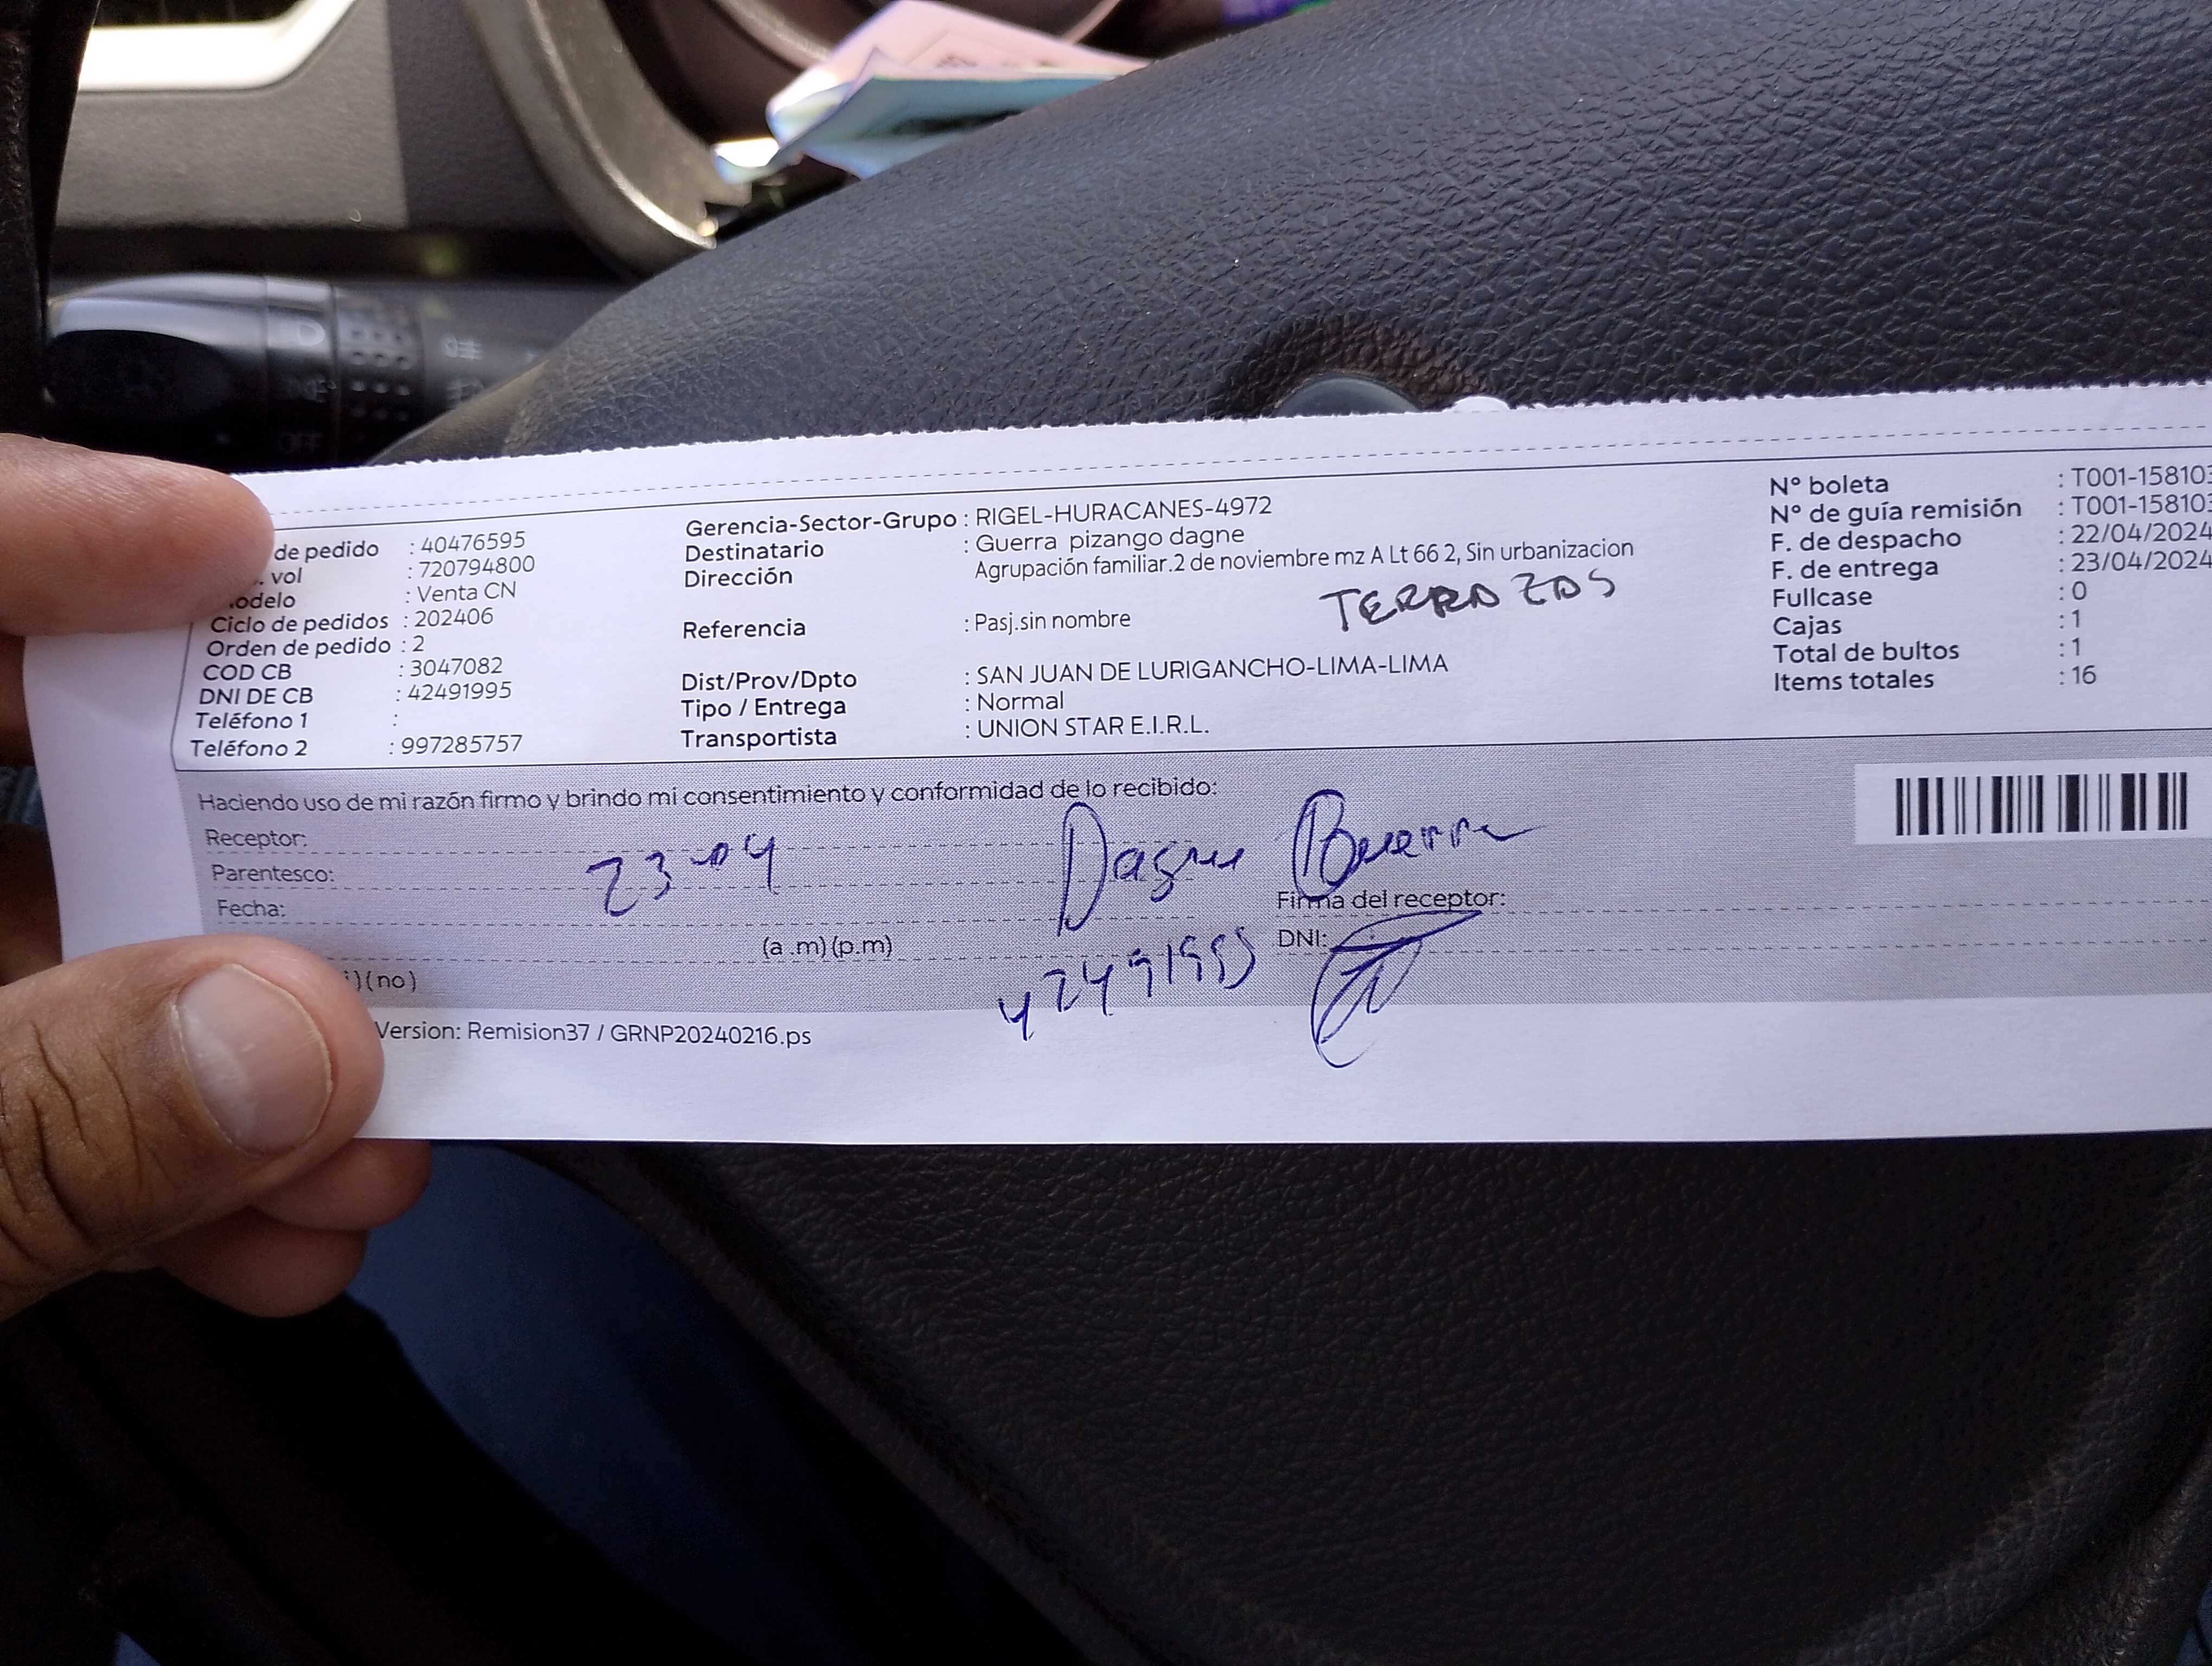 de pedido : 40476595
. vol : 720794800
odelo : Venta CN
Ciclo de pedidos : 202406
Orden de pedido : 2
COD CB : 3047082
DNI DE CB : 42491995
Teléfono 1 :
Teléfono 2 : 997285757
Gerencia-Sector-Grupo : RIGEL-HURACANES-4972
Destinatario : Guerra pizango dagne
Dirección Agrupación familiar.2 de noviembre mz A Lt 66 2, Sin urbanizacion
TERRAZAS
Referencia : Pasj.sin nombre
Dist/Prov/Dpto : SAN JUAN DE LURIGANCHO-LIMA-LIMA
Tipo / Entrega : Normal
Transportista : UNION STAR E.I.R.L.
N° boleta : T001-158103
N° de guía remisión : T001-158103
F. de despacho : 22/04/2024
F. de entrega : 23/04/2024
Fullcase : 0
Cajas : 1
Total de bultos : 1
Items totales : 16
Haciendo uso de mi razón firmo y brindo mi consentimiento y conformidad de lo recibido:
Receptor:
Parentesco: 23-04 Dagne Guerra
Fecha: Firma del receptor:
(a .m) (p.m) 42491995 DNI:
) (no)
Version: Remision37 / GRNP20240216.ps
OFF